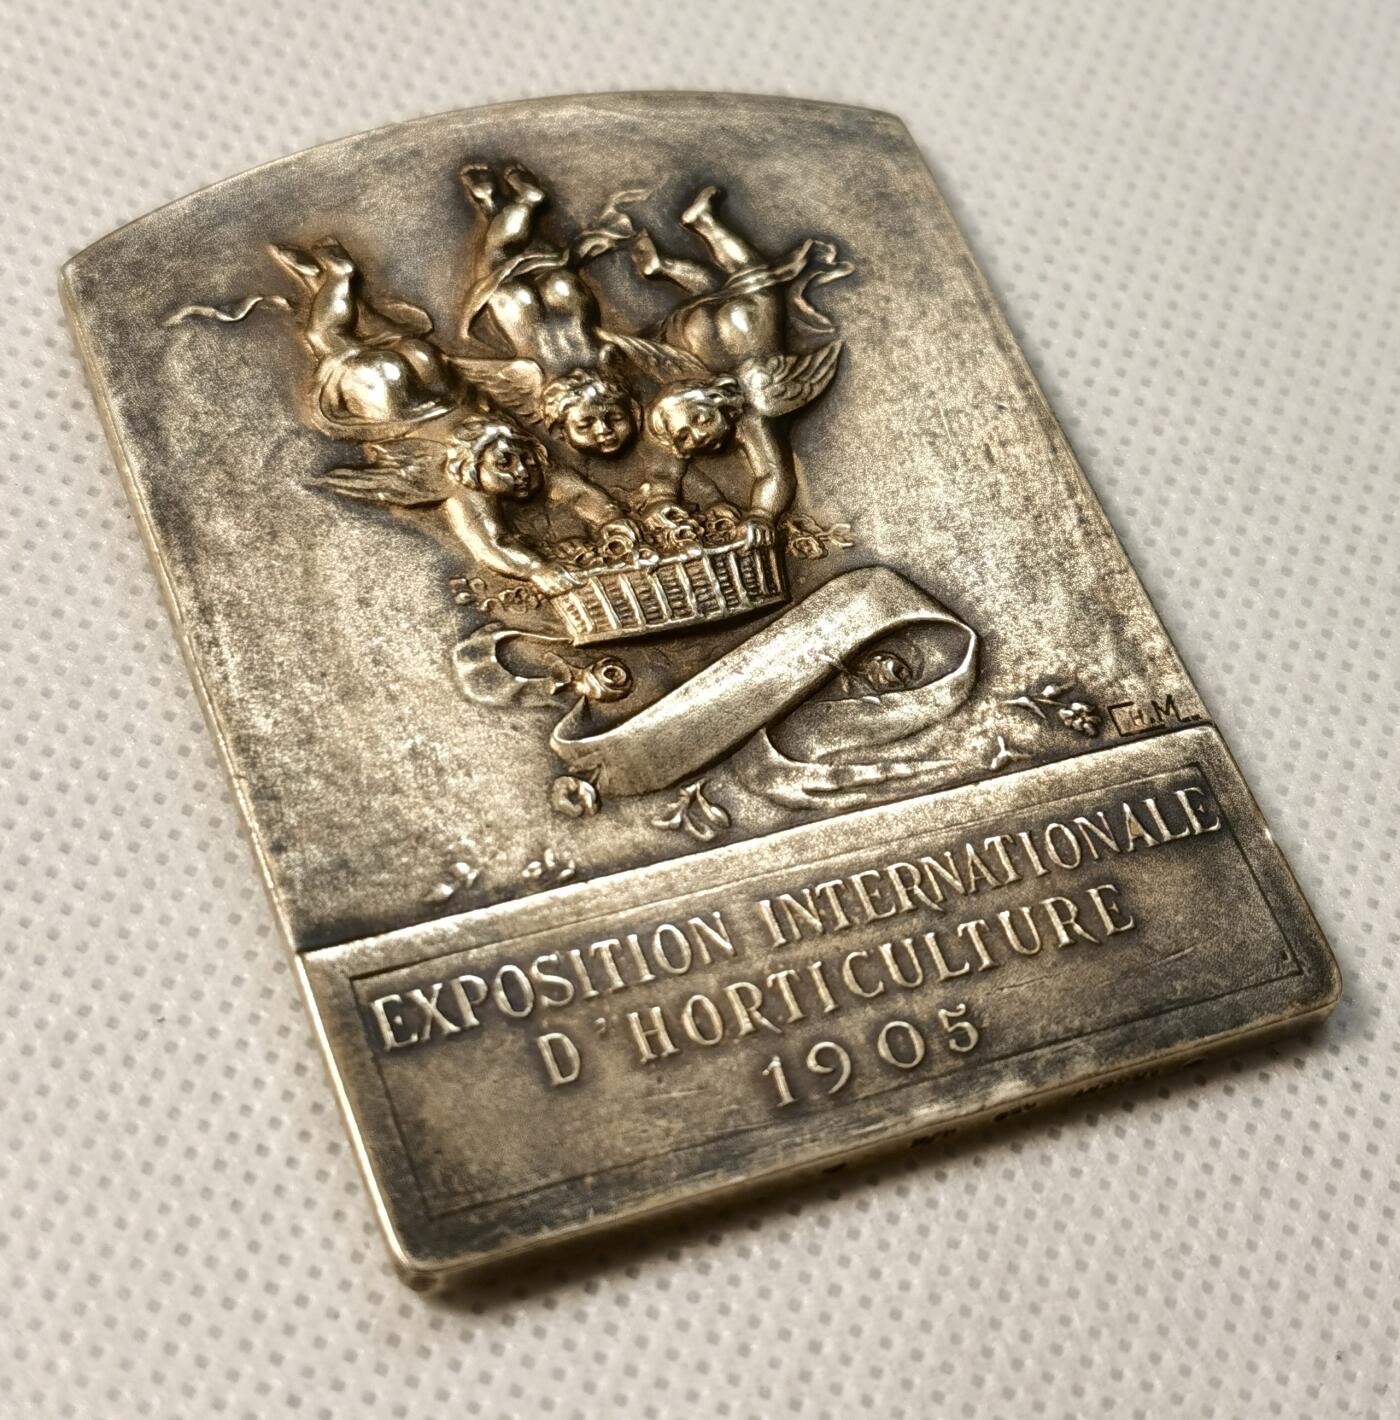 CH.M
EXPOSITION INTERNATIONALE
D'HORTICULTURE
1905